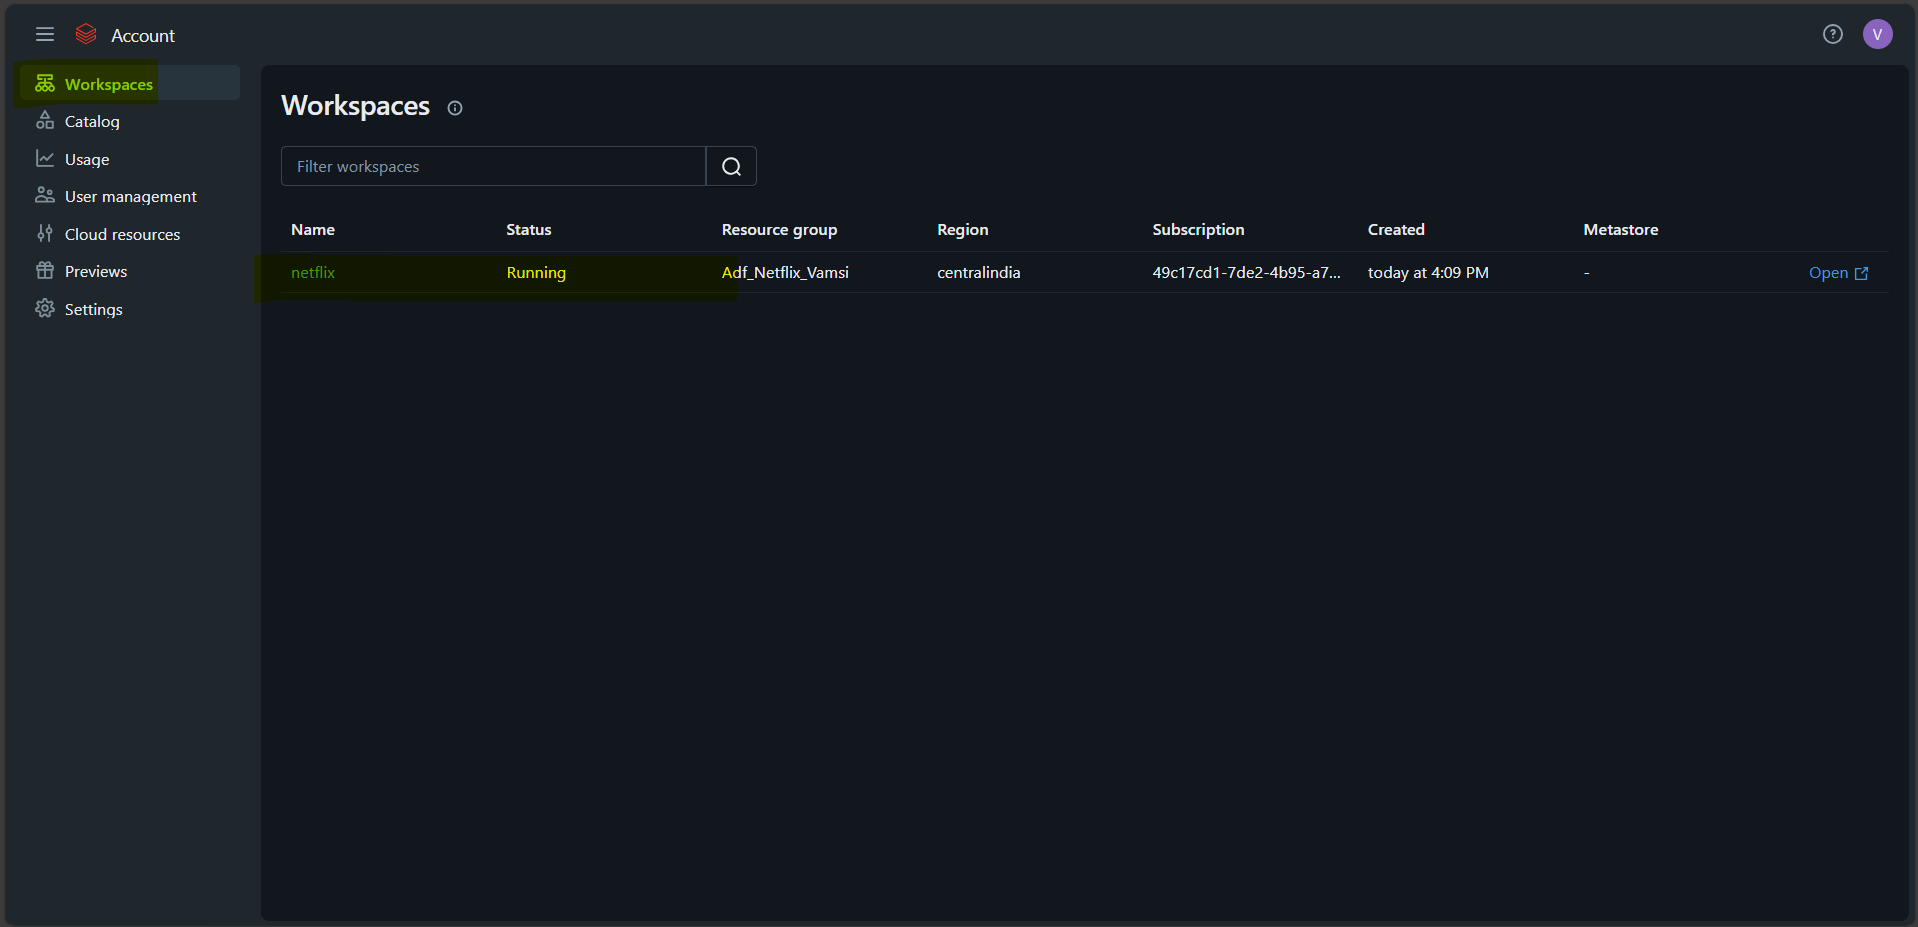 Account
V
Workspaces
Catalog
Usage
User management
Cloud resources
Previews
Settings
Workspaces
Filter workspaces
Name Status Resource group Region Subscription Created Metastore
netflix Running Adf_Netflix_Vamsi centralindia 49c17cd1-7de2-4b95-a7... today at 4:09 PM - Open